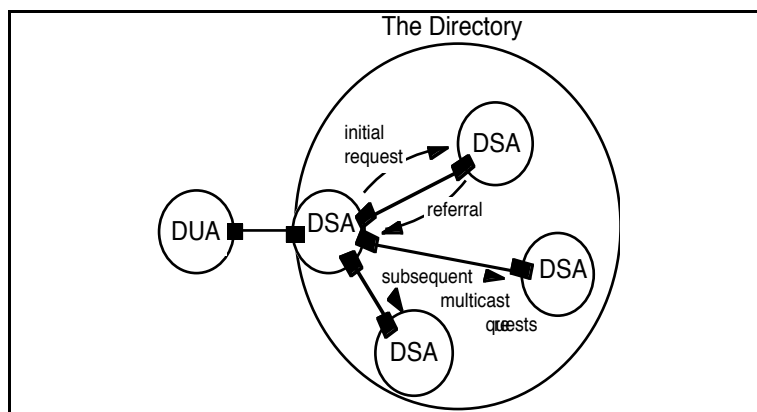 The Directory
initial
request
DSA
referral
DUA
DSA
subsequent
multicast
DSA
DSA